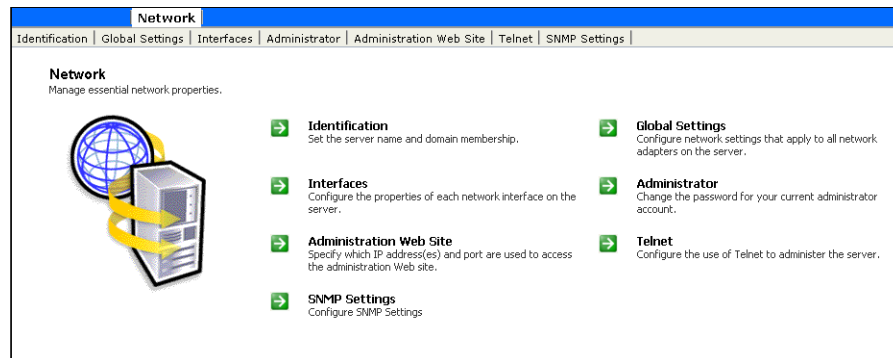 Network
Identification | Global Settings | Interfaces | Administrator | Administration Web Site | Telnet | SNMP Settings |
Network
Manage essential network properties.
Identification
Set the server name and domain membership.
Global Settings
Configure network settings that apply to all network
adapters on the server.
Interfaces
Configure the properties of each network interface on the
server.
Administrator
Change the password for your current administrator
account.
Administration Web Site
Specify which IP address(es) and port are used to access
the administration Web site.
Telnet
Configure the use of Telnet to administer the server.
SNMP Settings
Configure SNMP Settings